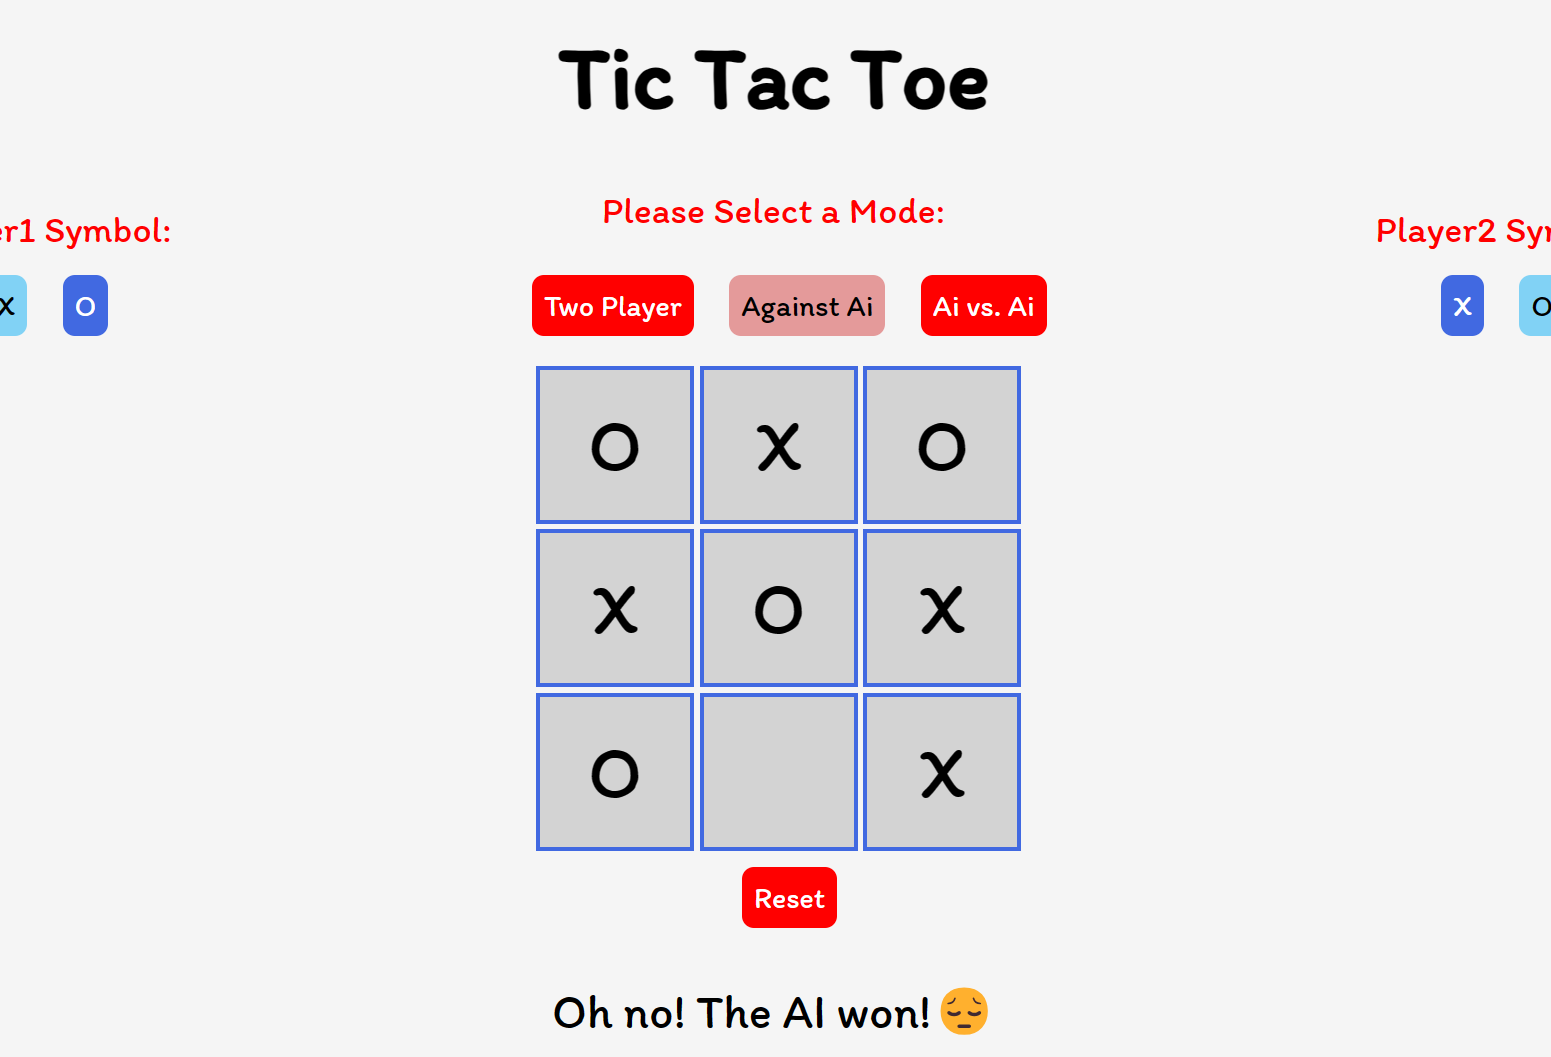 Tic Tac Toe
Please Select a Mode:
er1 Symbol:
Player2 Syr
X O
Two Player Against Ai Ai vs. Ai
X O
O X O
X O X
O X
Reset
Oh no! The AI won! 😔